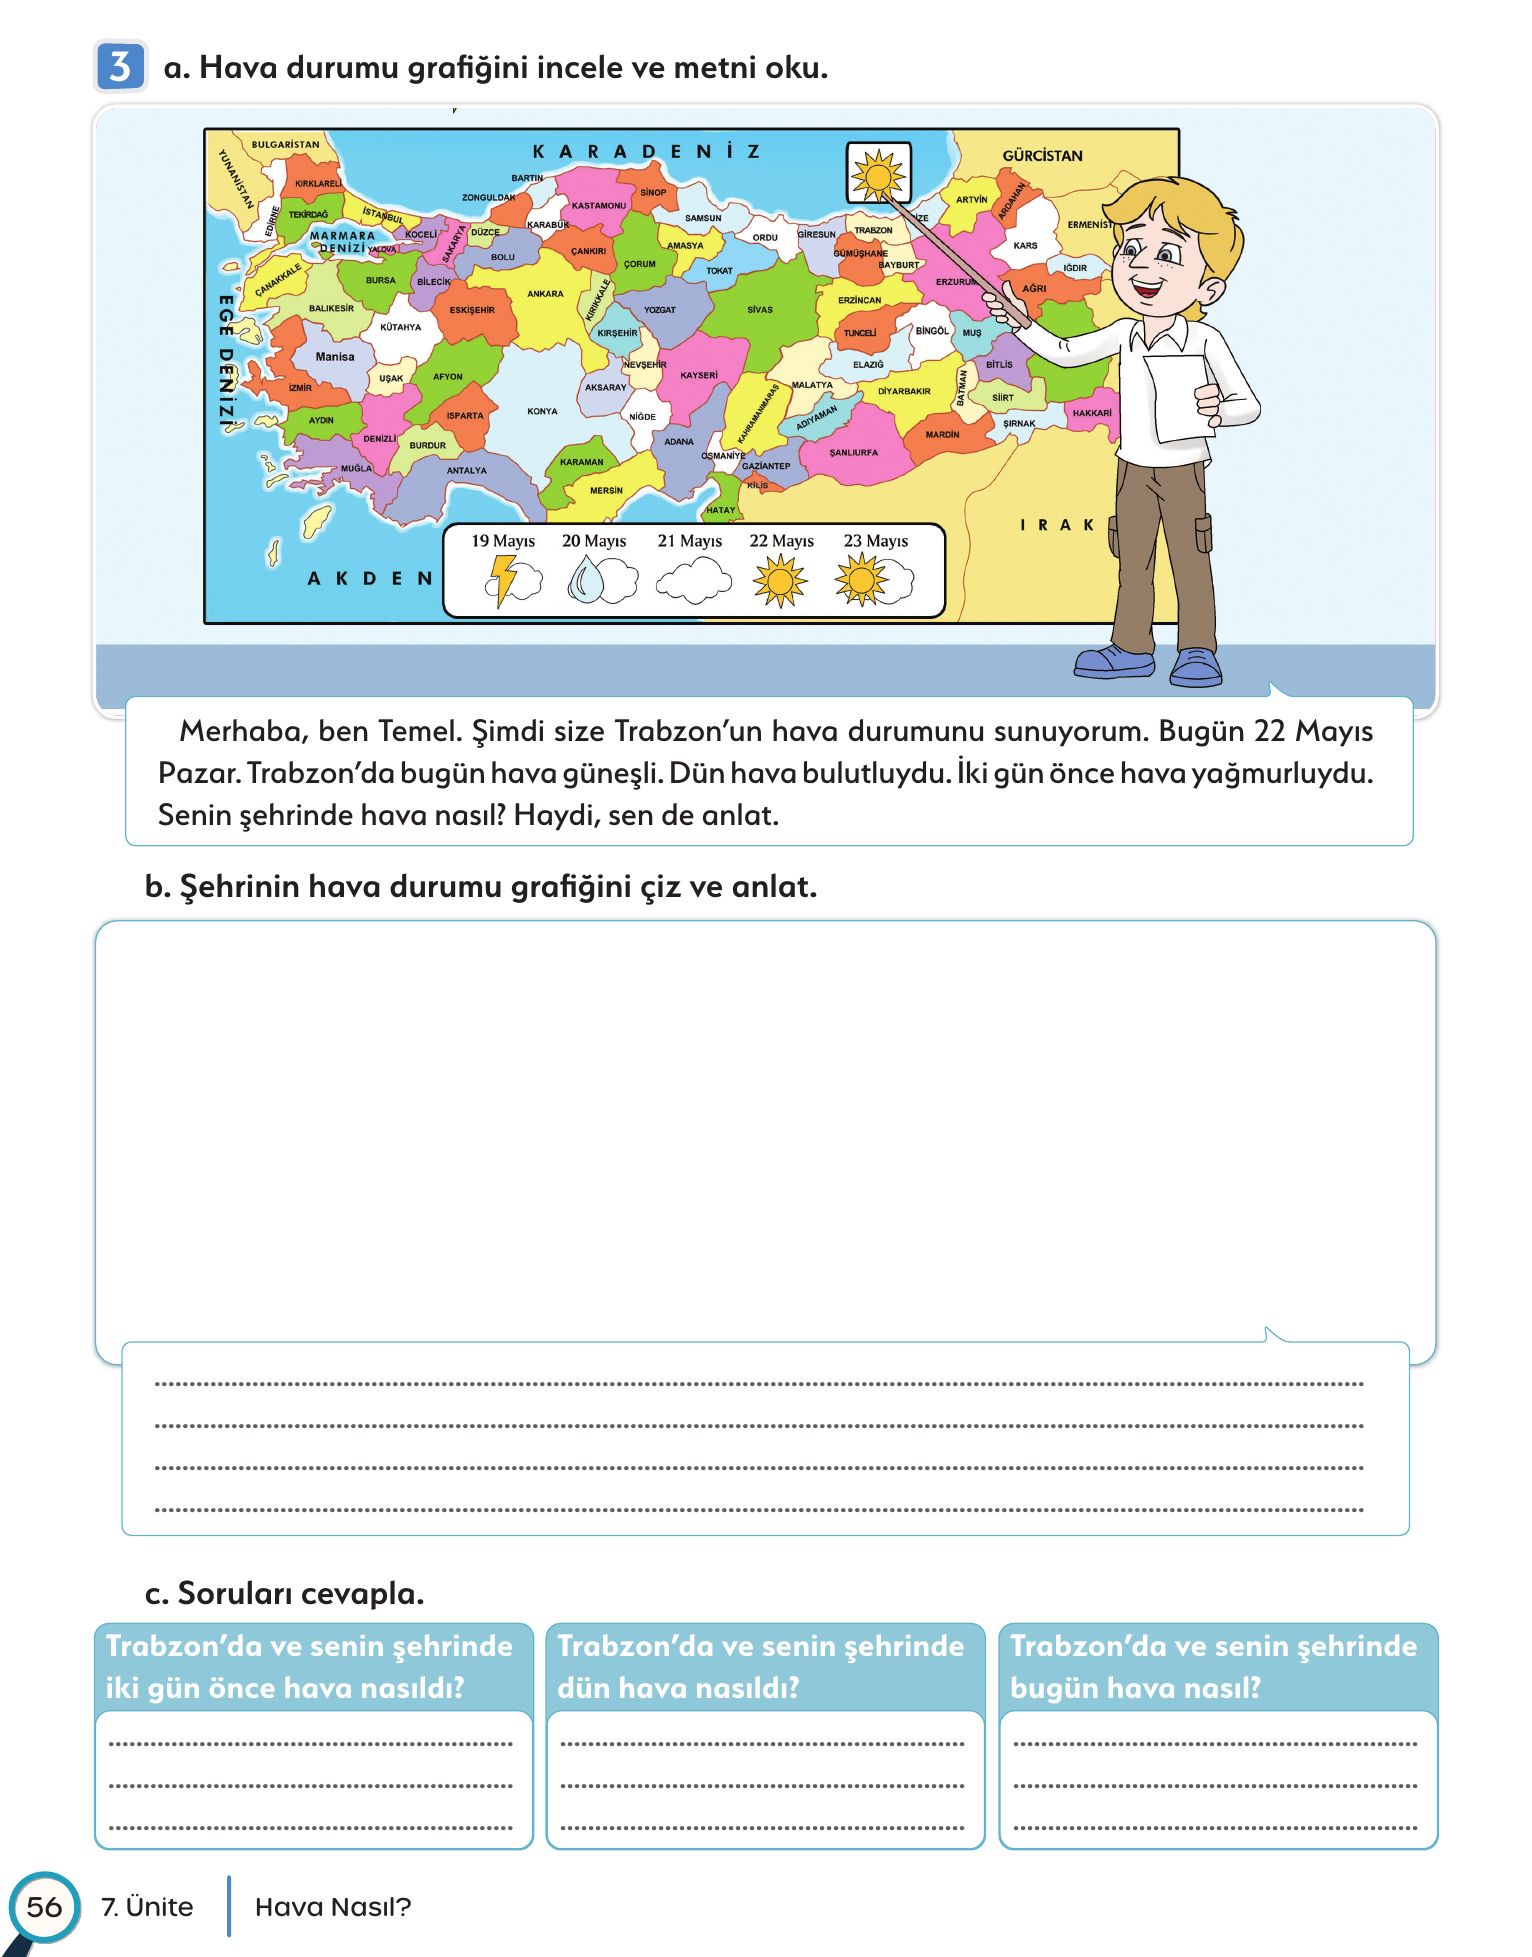 3 a. Hava durumu grafiğini incele ve metni oku.
BULGARİSTAN
YUNANİSTAN
KARADENİZ
GÜRCİSTAN
ERMENİST
KIRKLARELİ
EDİRNE
TEKİRDAĞ
İSTANBUL
MARMARA
DENİZİ
YALOVA
KOCELİ
SAKARYA
DÜZCE
ZONGULDAK
BARTIN
KARABÜK
KASTAMONU
SİNOP
SAMSUN
ORDU
GİRESUN
TRABZON
İZE
ARTVİN
ARDAHAN
KARS
IĞDIR
AĞRI
ERZURUM
BAYBURT
GÜMÜŞHANE
ERZİNCAN
TOKAT
AMASYA
ÇORUM
ÇANKIRI
BOLU
BİLECİK
BURSA
ÇANAKKALE
BALIKESİR
KÜTAHYA
ESKİŞEHİR
ANKARA
KIRIKKALE
KIRŞEHİR
YOZGAT
SİVAS
TUNCELİ
BİNGÖL
MUŞ
BİTLİS
ELAZIĞ
MALATYA
KAYSERİ
NEVŞEHİR
AKSARAY
KONYA
AFYON
UŞAK
Manisa
İZMİR
EGE DENİZİ
AYDIN
DENİZLİ
ISPARTA
BURDUR
MUĞLA
ANTALYA
KARAMAN
MERSİN
NİĞDE
ADANA
OSMANİYE
KAHRAMANMARAŞ
ADIYAMAN
GAZİANTEP
KİLİS
HATAY
ŞANLIURFA
DİYARBAKIR
BATMAN
MARDİN
SİİRT
ŞIRNAK
HAKKARİ
IRAK
AKDEN
19 Mayıs 20 Mayıs 21 Mayıs 22 Mayıs 23 Mayıs
Merhaba, ben Temel. Şimdi size Trabzon’un hava durumunu sunuyorum. Bugün 22 Mayıs
Pazar. Trabzon’da bugün hava güneşli. Dün hava bulutluydu. İki gün önce hava yağmurluydu.
Senin şehrinde hava nasıl? Haydi, sen de anlat.
b. Şehrinin hava durumu grafiğini çiz ve anlat.
c. Soruları cevapla.
Trabzon’da ve senin şehrinde
iki gün önce hava nasıldı?
Trabzon’da ve senin şehrinde
dün hava nasıldı?
Trabzon’da ve senin şehrinde
bugün hava nasıl?
56 7. Ünite Hava Nasıl?